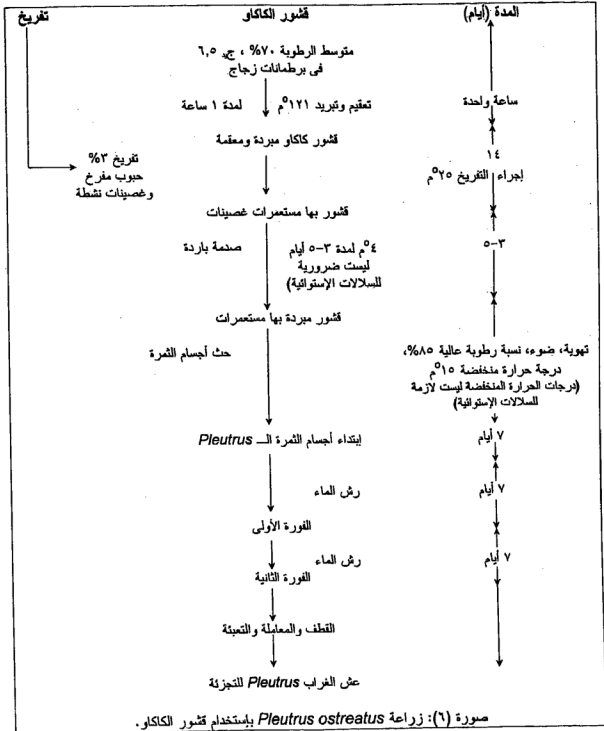 تفريخ
قشور الكاكاو
المدة (أيام)
متوسط الرطوبة ٧٠% ، ج‍يد ٦,٥
فى برطمانات زجاج
تعقيم وتبريد ١٢١°م لمدة ١ ساعة
ساعة واحدة
قشور كاكاو مبردة ومعقمة
١٤
إجراء التفريخ ٢٥°م
تفريخ ٣%
حبوب مفرخ
وغصينات نشطة
قشور بها مستعمرات غصينات
صدمة باردة
٤°م لمدة ٣-٥ أيام
ليست ضرورية
للسلالات الإستوائية)
٣-٥
قشور مبردة بها مستعمرات
حث أجسام الثمرة
تهوية، ضوء، نسبة رطوبة عالية ٨٥%،
درجة حرارة منخفضة ١٥°م
(درجات الحرارة المنخفضة ليست لازمة
للسلالات الإستوائية)
إبتداء أجسام الثمرة الــ Pleutrus
٧ أيام
رش الماء
٧ أيام
الفورة الأولى
رش الماء
٧ أيام
الفورة الثانية
القطف والمعاملة والتعبئة
عش الغراب Pleutrus للتجزئة
صورة (٦): زراعة Pleutrus ostreatus بإستخدام قشور الكاكاو.